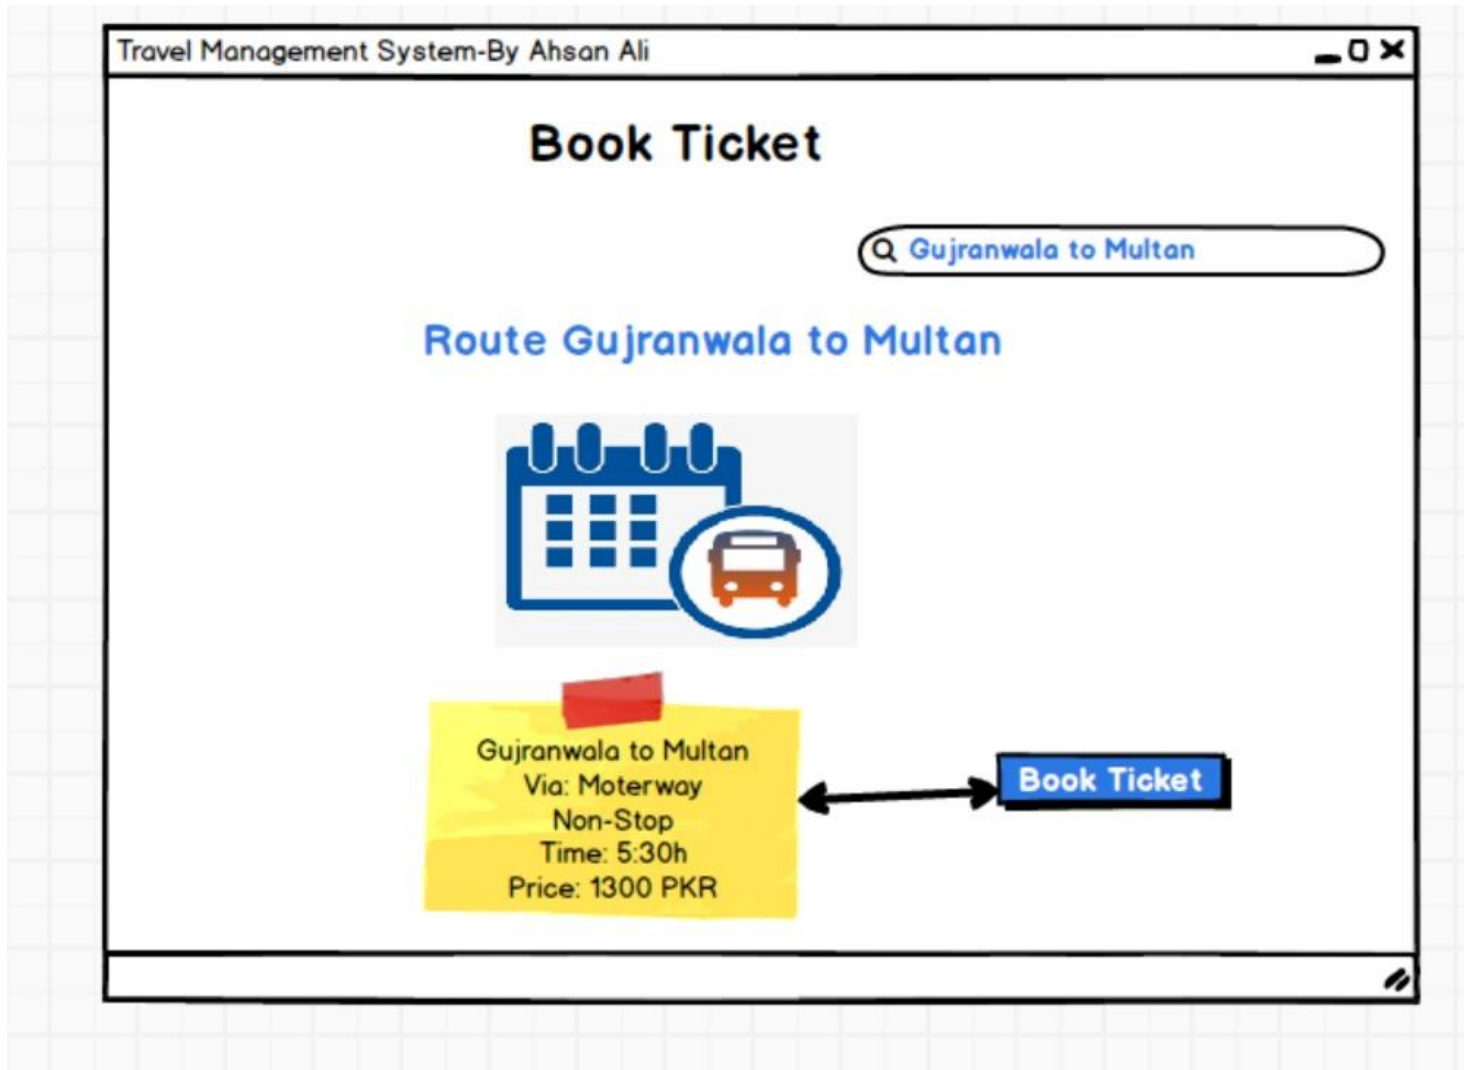 Travel Management System-By Ahsan Ali
Book Ticket
Gujranwala to Multan
Route Gujranwala to Multan
Gujranwala to Multan
Via: Moterway
Non-Stop
Time: 5:30h
Price: 1300 PKR
Book Ticket